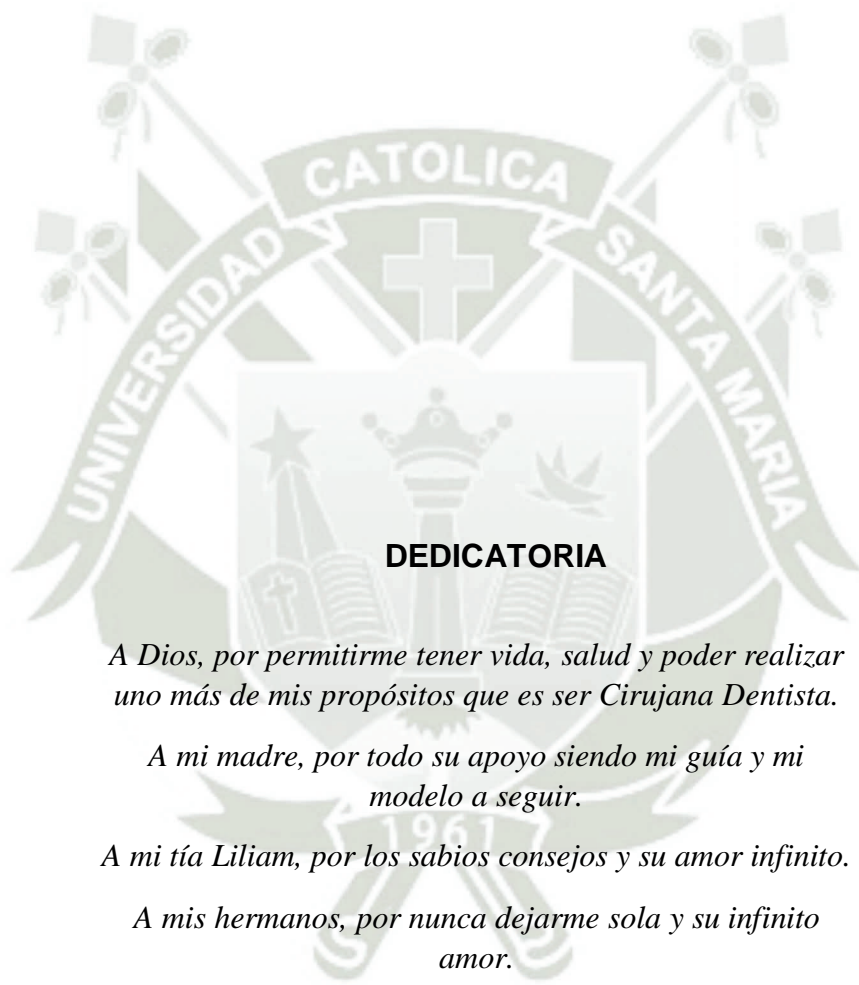 CATOLICA
UNIVERSIDAD
SANTA MARIA
DEDICATORIA
A Dios, por permitirme tener vida, salud y poder realizar
uno más de mis propósitos que es ser Cirujana Dentista.
A mi madre, por todo su apoyo siendo mi guía y mi
modelo a seguir.
1961
A mi tía Liliam, por los sabios consejos y su amor infinito.
A mis hermanos, por nunca dejarme sola y su infinito
amor.